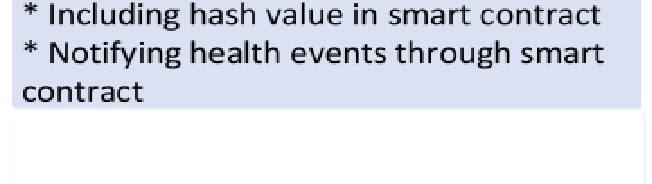 * Including hash value in smart contract
* Notifying health events through smart
contract